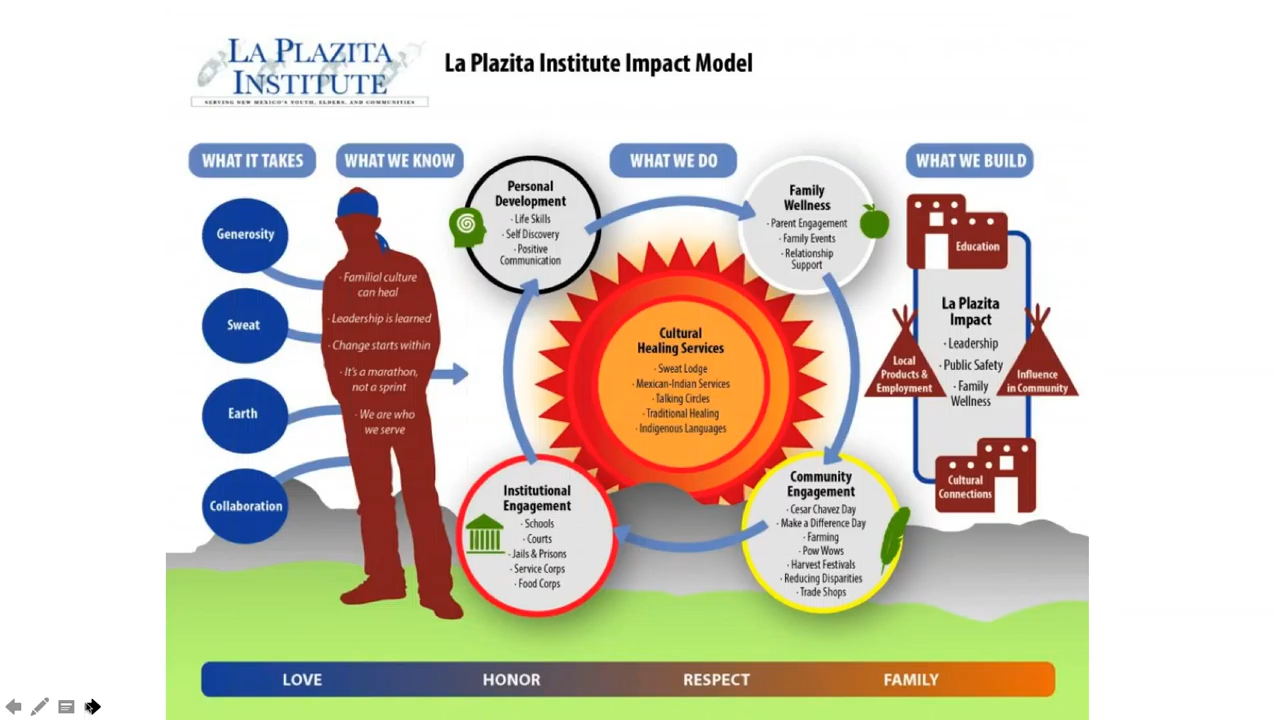 LA PLAZITA
INSTITUTE
SERVING NEW MEXICO'S YOUTH, ELDERS, AND COMMUNITIES
La Plazita Institute Impact Model
WHAT IT TAKES
WHAT WE KNOW
WHAT WE DO
WHAT WE BUILD
Generosity
Sweat
Earth
Collaboration
· Familial culture
can heal
· Leadership is learned
· Change starts within
· It's a marathon,
not a sprint
· We are who
we serve
Personal
Development
· Life Skills
· Self Discovery
· Positive
Communication
Family
Wellness
· Parent Engagement
· Family Events
· Relationship
Support
Cultural
Healing Services
· Sweat Lodge
· Mexican-Indian Services
· Talking Circles
· Traditional Healing
· Indigenous Languages
Institutional
Engagement
· Schools
· Courts
· Jails & Prisons
· Service Corps
· Food Corps
Community
Engagement
· Cesar Chavez Day
· Make a Difference Day
· Farming
· Pow Wows
· Harvest Festivals
· Reducing Disparities
· Trade Shops
Education
La Plazita
Impact
· Leadership
· Public Safety
· Family
Wellness
Local
Products &
Employment
Influence
in Community
Cultural
Connections
LOVE
HONOR
RESPECT
FAMILY